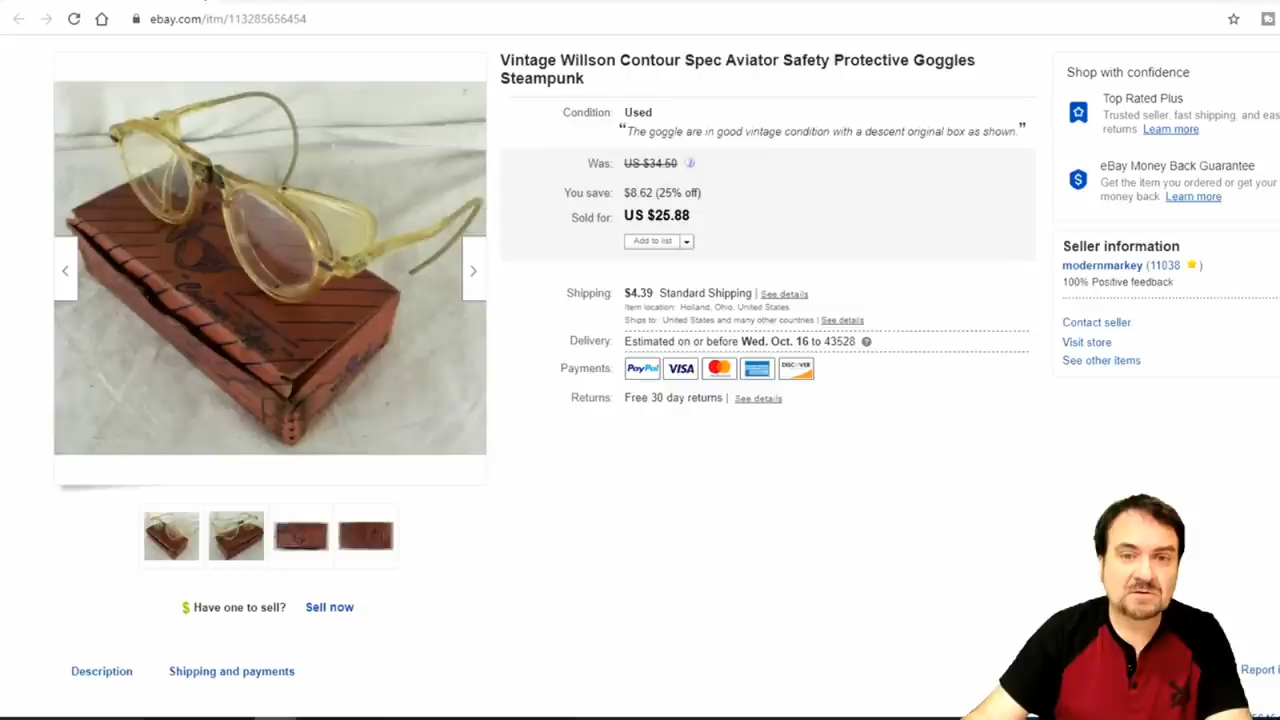 ebay.com/itm/113285656454
Vintage Willson Contour Spec Aviator Safety Protective Goggles
Steampunk
Condition: Used
"The goggle are in good vintage condition with a descent original box as shown."
Was: US $34.50
You save: $8.62 (25% off)
Sold for: US $25.88
Add to list
Shipping: $4.39 Standard Shipping | See details
Item location: Holland, Ohio, United States
Ships to: United States and many other countries | See details
Delivery: Estimated on or before Wed. Oct. 16 to 43528
Payments: PayPal VISA DISCOVER
Returns: Free 30 day returns | See details
Shop with confidence
Top Rated Plus
Trusted seller, fast shipping, and eas
returns. Learn more
eBay Money Back Guarantee
Get the item you ordered or get your
money back. Learn more
Seller information
modernmarkey (11038 )
100% Positive feedback
Contact seller
Visit store
See other items
$ Have one to sell? Sell now
Description Shipping and payments
Report i